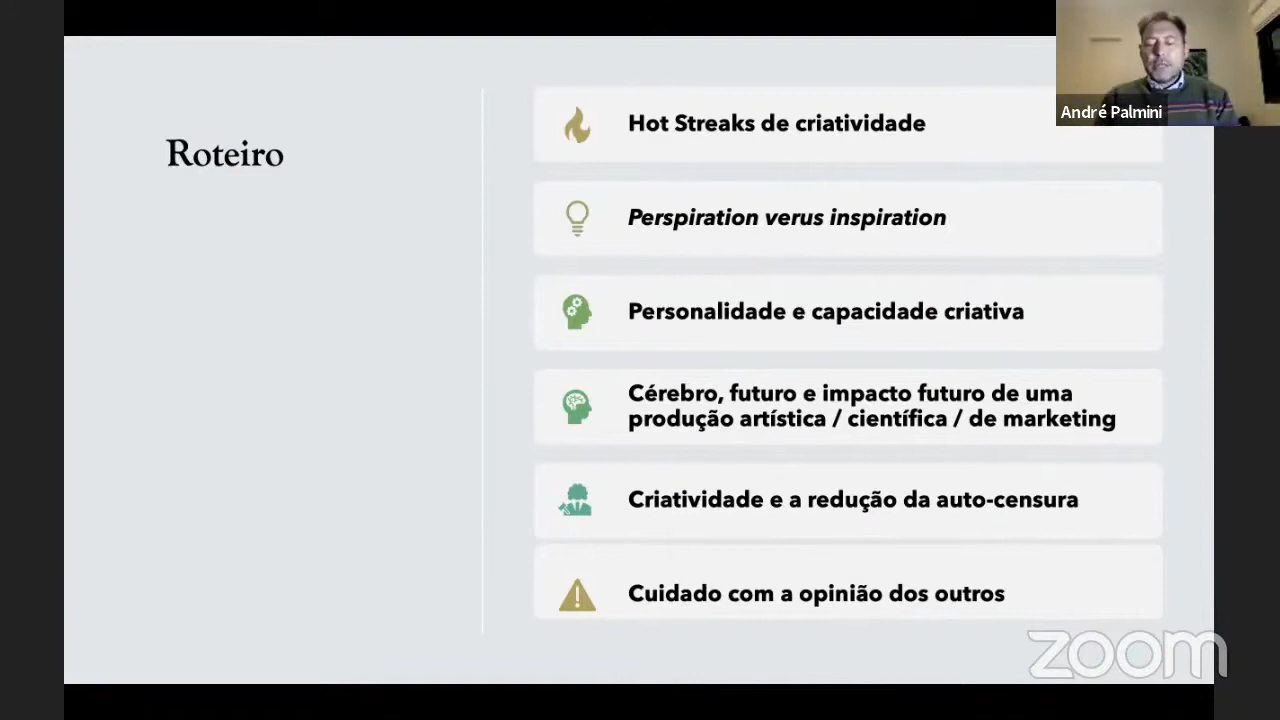 André Palmini
Roteiro
Hot Streaks de criatividade
Perspiration verus inspiration
Personalidade e capacidade criativa
Cérebro, futuro e impacto futuro de uma
produção artística / científica / de marketing
Criatividade e a redução da auto-censura
Cuidado com a opinião dos outros
zoom